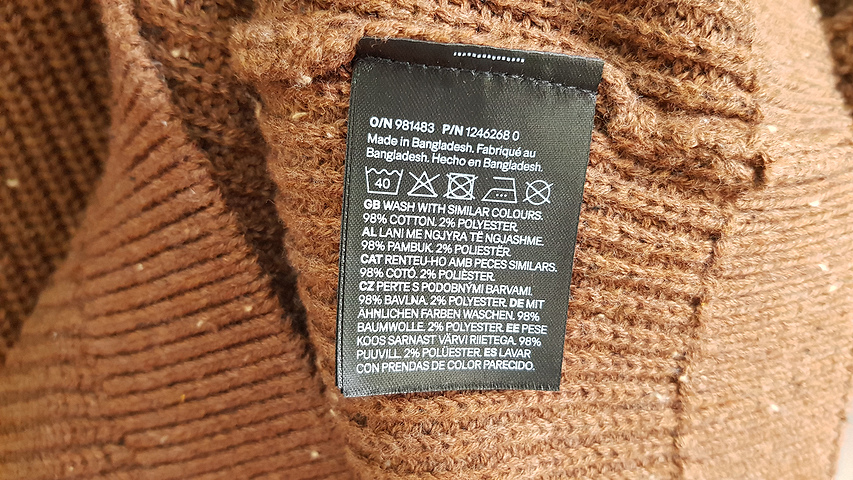 O/N 981483 P/N 1246268 0
Made in Bangladesh. Fabriqué au
Bangladesh. Hecho en Bangladesh.
40
GB WASH WITH SIMILAR COLOURS.
98% COTTON. 2% POLYESTER.
AL LANI ME NGJYRA TË NGJASHME.
98% PAMBUK. 2% POLIESTËR.
CAT RENTEU-HO AMB PECES SIMILARS.
98% COTÓ. 2% POLIÈSTER.
CZ PERTE S PODOBNÝMI BARVAMI.
98% BAVLNA. 2% POLYESTER. DE MIT
ÄHNLICHEN FARBEN WASCHEN. 98%
BAUMWOLLE. 2% POLYESTER. EE PESE
KOOS SARNAST VÄRVI RIIETEGA. 98%
PUUVILL. 2% POLÜESTER. ES LAVAR
CON PRENDAS DE COLOR PARECIDO.